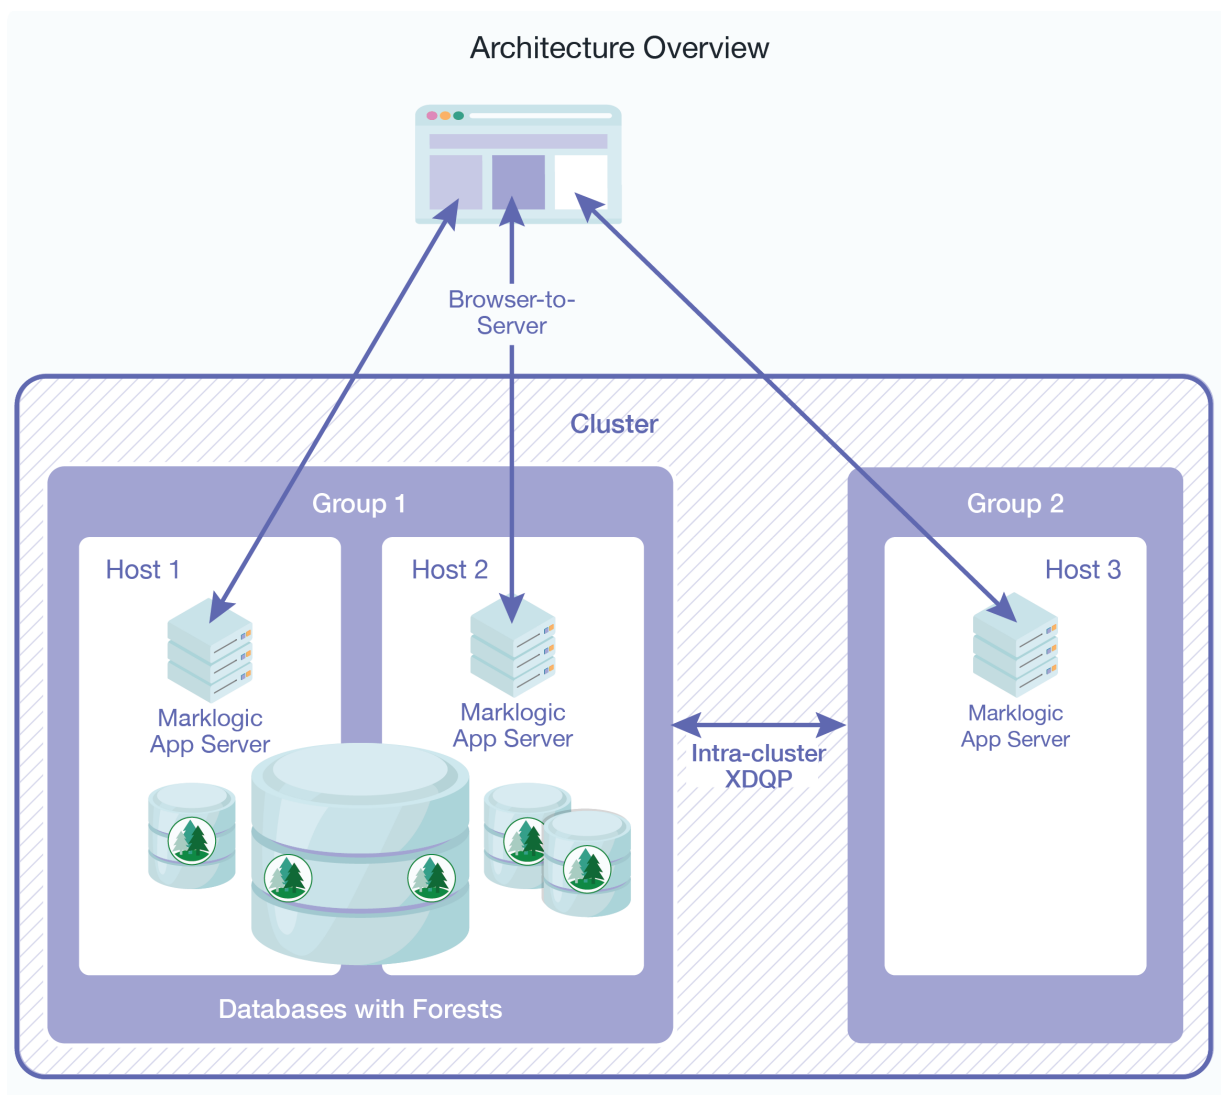 Architecture Overview
Browser-to-
Server
Cluster
Group 1
Host 1
Marklogic
App Server
Host 2
Marklogic
App Server
Databases with Forests
Intra-cluster
XDQP
Group 2
Host 3
Marklogic
App Server